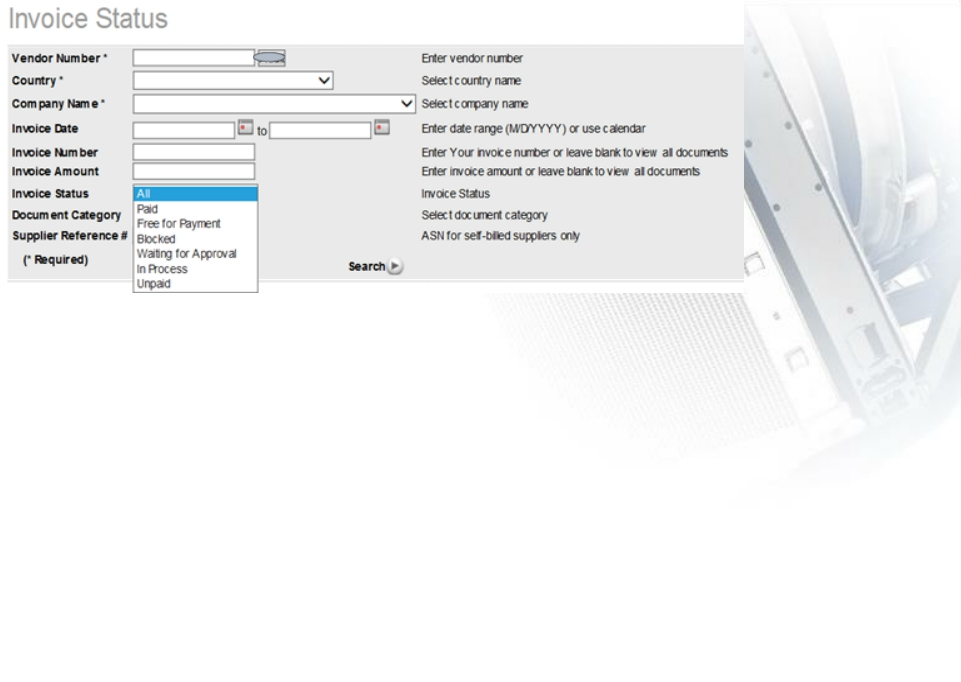 Invoice Status
Vendor Number * Enter vendor number
Country * Select country name
Company Name * Select company name
Invoice Date to Enter date range (M/D/YYYY) or use calendar
Invoice Number Enter Your invoice number or leave blank to view all documents
Invoice Amount Enter invoice amount or leave blank to view all documents
Invoice Status All Invoice Status
Document Category Paid Select document category
Free for Payment
Supplier Reference # Blocked ASN for self-billed suppliers only
Waiting for Approval
(* Required) In Process Search
Unpaid